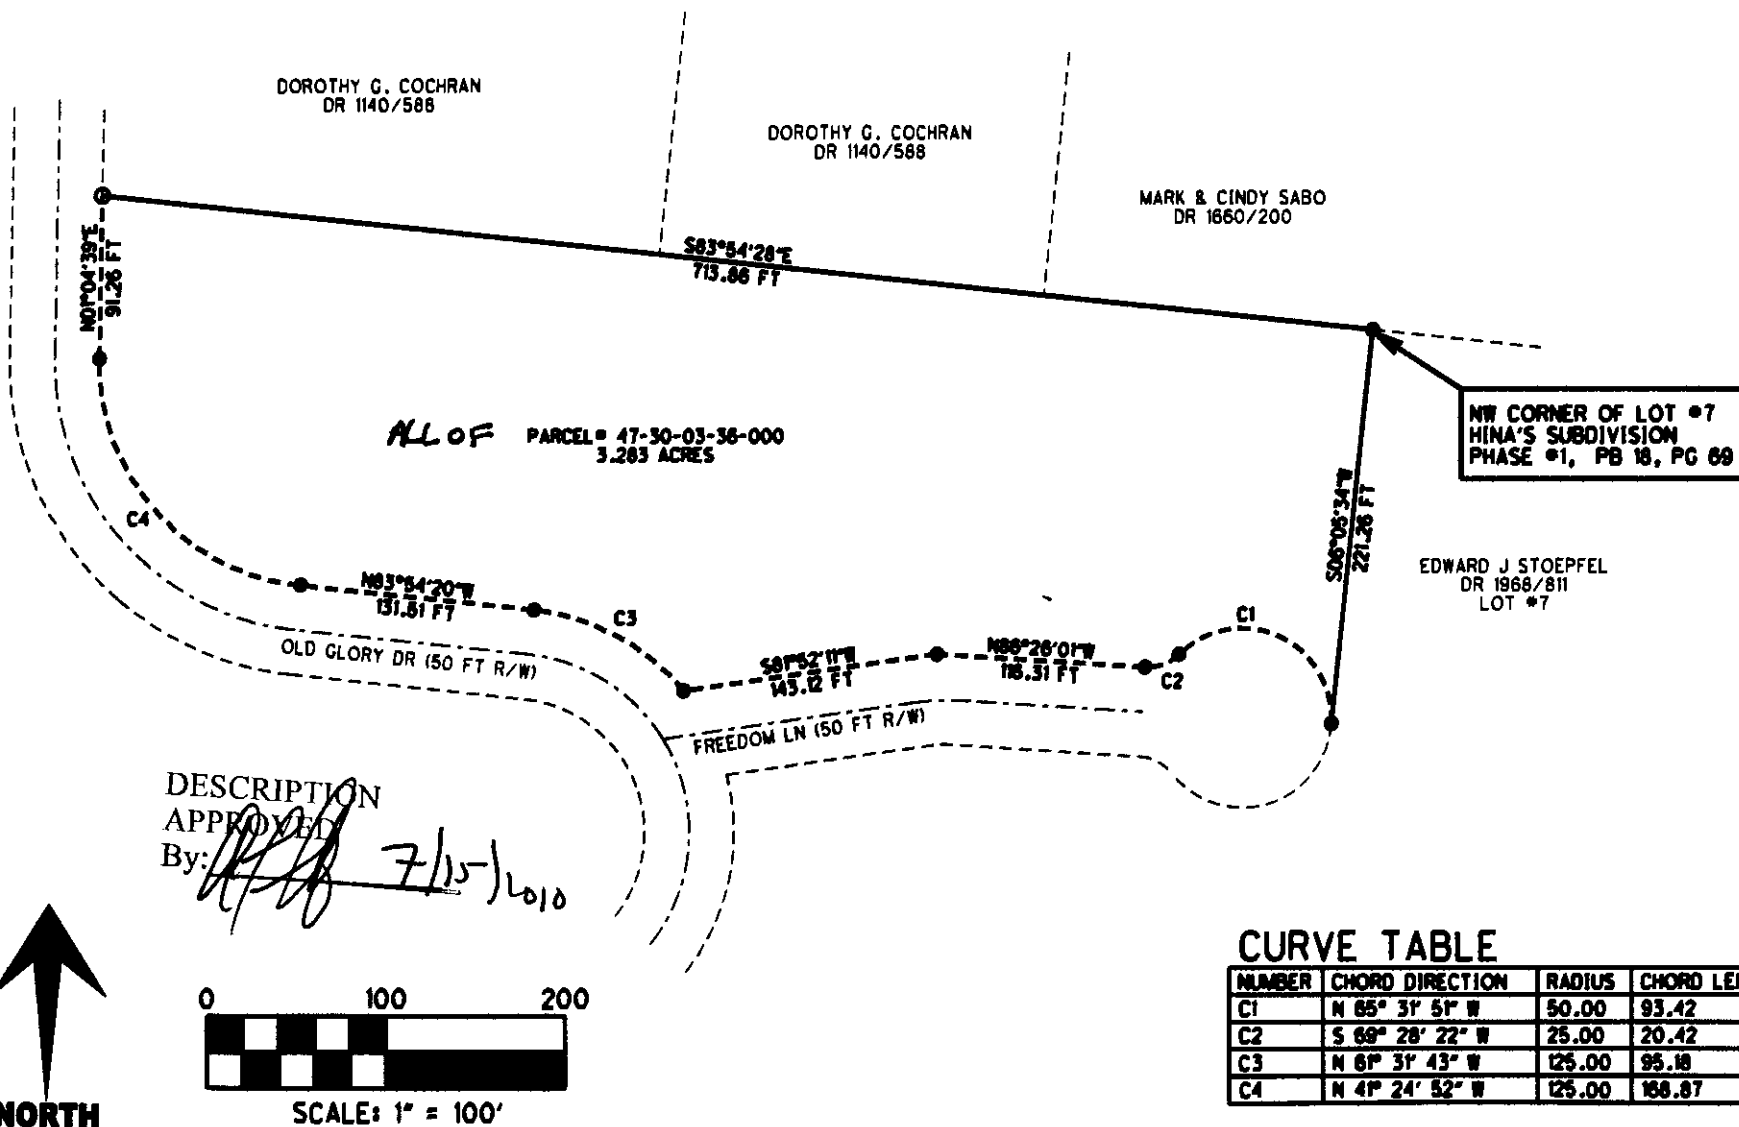 DOROTHY G. COCHRAN
DR 1140/588
DOROTHY G. COCHRAN
DR 1140/588
MARK & CINDY SABO
DR 1660/200
N01°04'39"E
91.26 FT
S83°54'28"E
713.86 FT
NW CORNER OF LOT #7
HINA'S SUBDIVISION
PHASE #1, PB 18, PG 69
ALL OF PARCEL# 47-30-03-36-000
3.283 ACRES
S06°05'34"W
221.26 FT
EDWARD J STOEPFEL
DR 1968/811
LOT #7
C4
N83°54'20"W
131.61 FT
C3
C1
OLD GLORY DR (50 FT R/W)
S81°52'11"W
143.12 FT
N86°26'01"W
116.31 FT
C2
FREEDOM LN (50 FT R/W)
DESCRIPTION
APPROVED
By: 7/15/2010
NORTH
0 100 200
SCALE: 1" = 100'
CURVE TABLE
NUMBER CHORD DIRECTION RADIUS CHORD LE
C1 N 65° 31' 51" W 50.00 93.42
C2 S 69° 28' 22" W 25.00 20.42
C3 N 61° 31' 43" W 125.00 95.18
C4 N 41° 24' 52" W 125.00 168.87